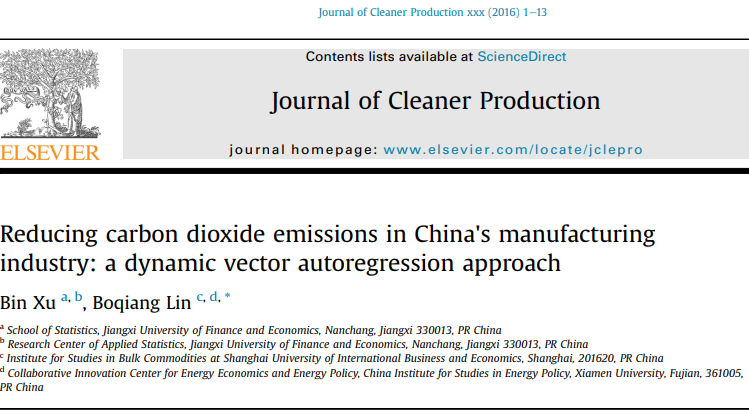 Journal of Cleaner Production xxx (2016) 1–13
Contents lists available at ScienceDirect
Journal of Cleaner Production
journal homepage: www.elsevier.com/locate/jclepro
ELSEVIER
Reducing carbon dioxide emissions in China's manufacturing
industry: a dynamic vector autoregression approach
Bin Xu a, b, Boqiang Lin c, d, *
a School of Statistics, Jiangxi University of Finance and Economics, Nanchang, Jiangxi 330013, PR China
b Research Center of Applied Statistics, Jiangxi University of Finance and Economics, Nanchang, Jiangxi 330013, PR China
c Institute for Studies in Bulk Commodities at Shanghai University of International Business and Economics, Shanghai, 201620, PR China
d Collaborative Innovation Center for Energy Economics and Energy Policy, China Institute for Studies in Energy Policy, Xiamen University, Fujian, 361005,
PR China